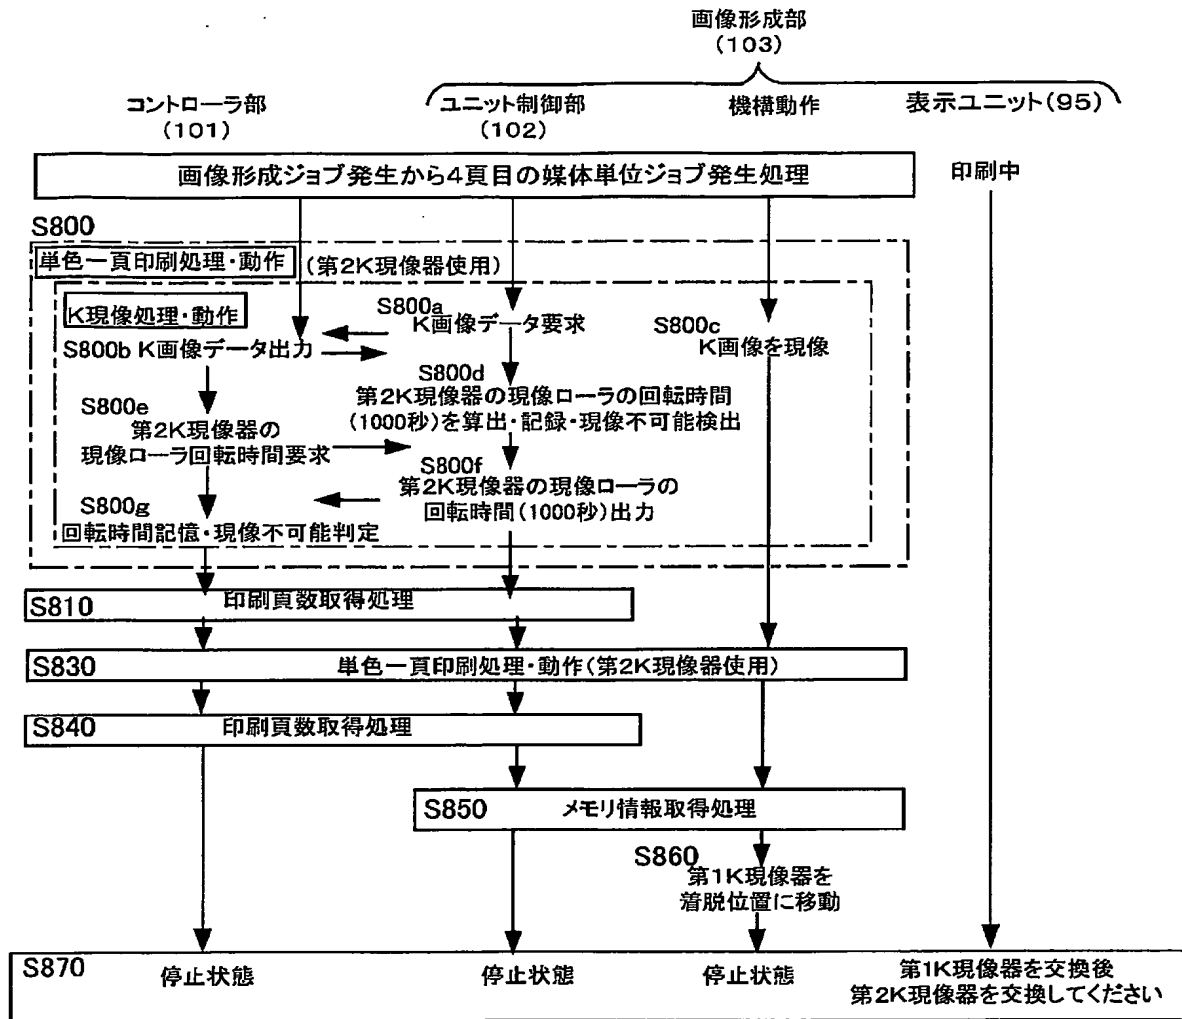 画像形成部
(103)
コントローラ部
(101)
ユニット制御部
(102)
機構動作
表示ユニット(95)
画像形成ジョブ発生から4頁目の媒体単位ジョブ発生処理
印刷中
S800
単色一頁印刷処理・動作
(第2K現像器使用)
K現像処理・動作
S800a
K画像データ要求
S800b K画像データ出力
S800c
K画像を現像
S800d
第2K現像器の現像ローラの回転時間
(1000秒)を算出・記録・現像不可能検出
S800e
第2K現像器の
現像ローラ回転時間要求
S800f
第2K現像器の現像ローラの
回転時間(1000秒)出力
S800g
回転時間記憶・現像不可能判定
S810 印刷頁数取得処理
S830 単色一頁印刷処理・動作(第2K現像器使用)
S840 印刷頁数取得処理
S850 メモリ情報取得処理
S860
第1K現像器を
着脱位置に移動
S870 停止状態 停止状態 停止状態
第1K現像器を交換後
第2K現像器を交換してください